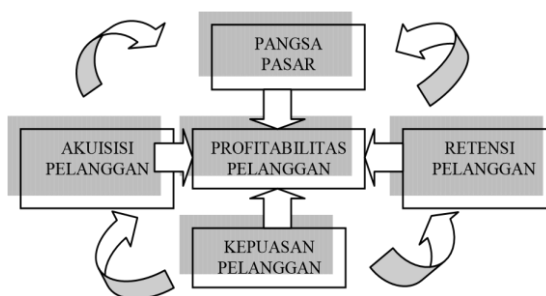 PANGSA
PASAR
AKUISISI
PELANGGAN
PROFITABILITAS
PELANGGAN
RETENSI
PELANGGAN
KEPUASAN
PELANGGAN